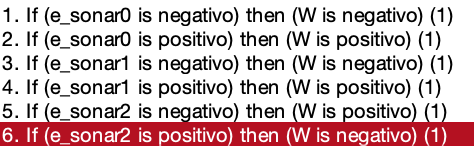 1. If (e_sonar0 is negativo) then (W is negativo) (1)
2. If (e_sonar0 is positivo) then (W is positivo) (1)
3. If (e_sonar1 is negativo) then (W is negativo) (1)
4. If (e_sonar1 is positivo) then (W is positivo) (1)
5. If (e_sonar2 is negativo) then (W is positivo) (1)
6. If (e_sonar2 is positivo) then (W is negativo) (1)